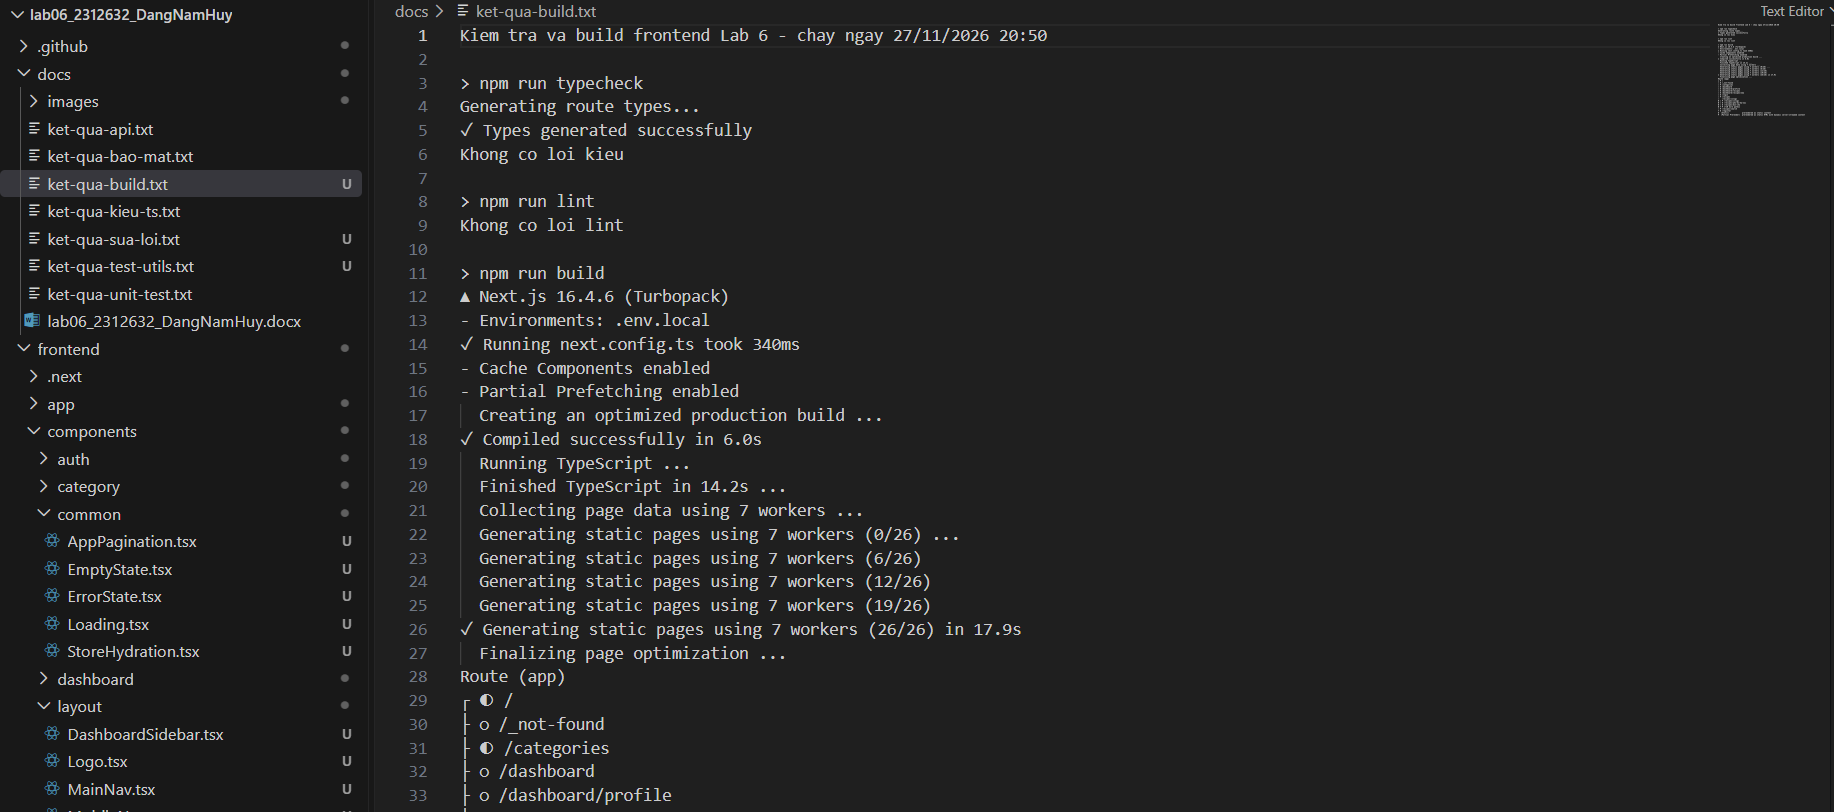 lab06_2312632_DangNamHuy
.github
docs
images
ket-qua-api.txt
ket-qua-bao-mat.txt
ket-qua-build.txt U
ket-qua-kieu-ts.txt
ket-qua-sua-loi.txt U
ket-qua-test-utils.txt U
ket-qua-unit-test.txt
lab06_2312632_DangNamHuy.docx
frontend
.next
app
components
auth
category
common
AppPagination.tsx U
EmptyState.tsx U
ErrorState.tsx U
Loading.tsx U
StoreHydration.tsx U
dashboard
layout
DashboardSidebar.tsx U
Logo.tsx U
MainNav.tsx U
docs > ket-qua-build.txt
Text Editor
1 Kiem tra va build frontend Lab 6 - chay ngay 27/11/2026 20:50
2
3 > npm run typecheck
4 Generating route types...
5 ✓ Types generated successfully
6 Khong co loi kieu
7
8 > npm run lint
9 Khong co loi lint
10
11 > npm run build
12 ▲ Next.js 16.4.6 (Turbopack)
13 - Environments: .env.local
14 ✓ Running next.config.ts took 340ms
15 - Cache Components enabled
16 - Partial Prefetching enabled
17 Creating an optimized production build ...
18 ✓ Compiled successfully in 6.0s
19 Running TypeScript ...
20 Finished TypeScript in 14.2s ...
21 Collecting page data using 7 workers ...
22 Generating static pages using 7 workers (0/26) ...
23 Generating static pages using 7 workers (6/26)
24 Generating static pages using 7 workers (12/26)
25 Generating static pages using 7 workers (19/26)
26 ✓ Generating static pages using 7 workers (26/26) in 17.9s
27 Finalizing page optimization ...
28 Route (app)
29 ┌ ◐ /
30 ├ ○ /_not-found
31 ├ ◐ /categories
32 ├ ○ /dashboard
33 ├ ○ /dashboard/profile